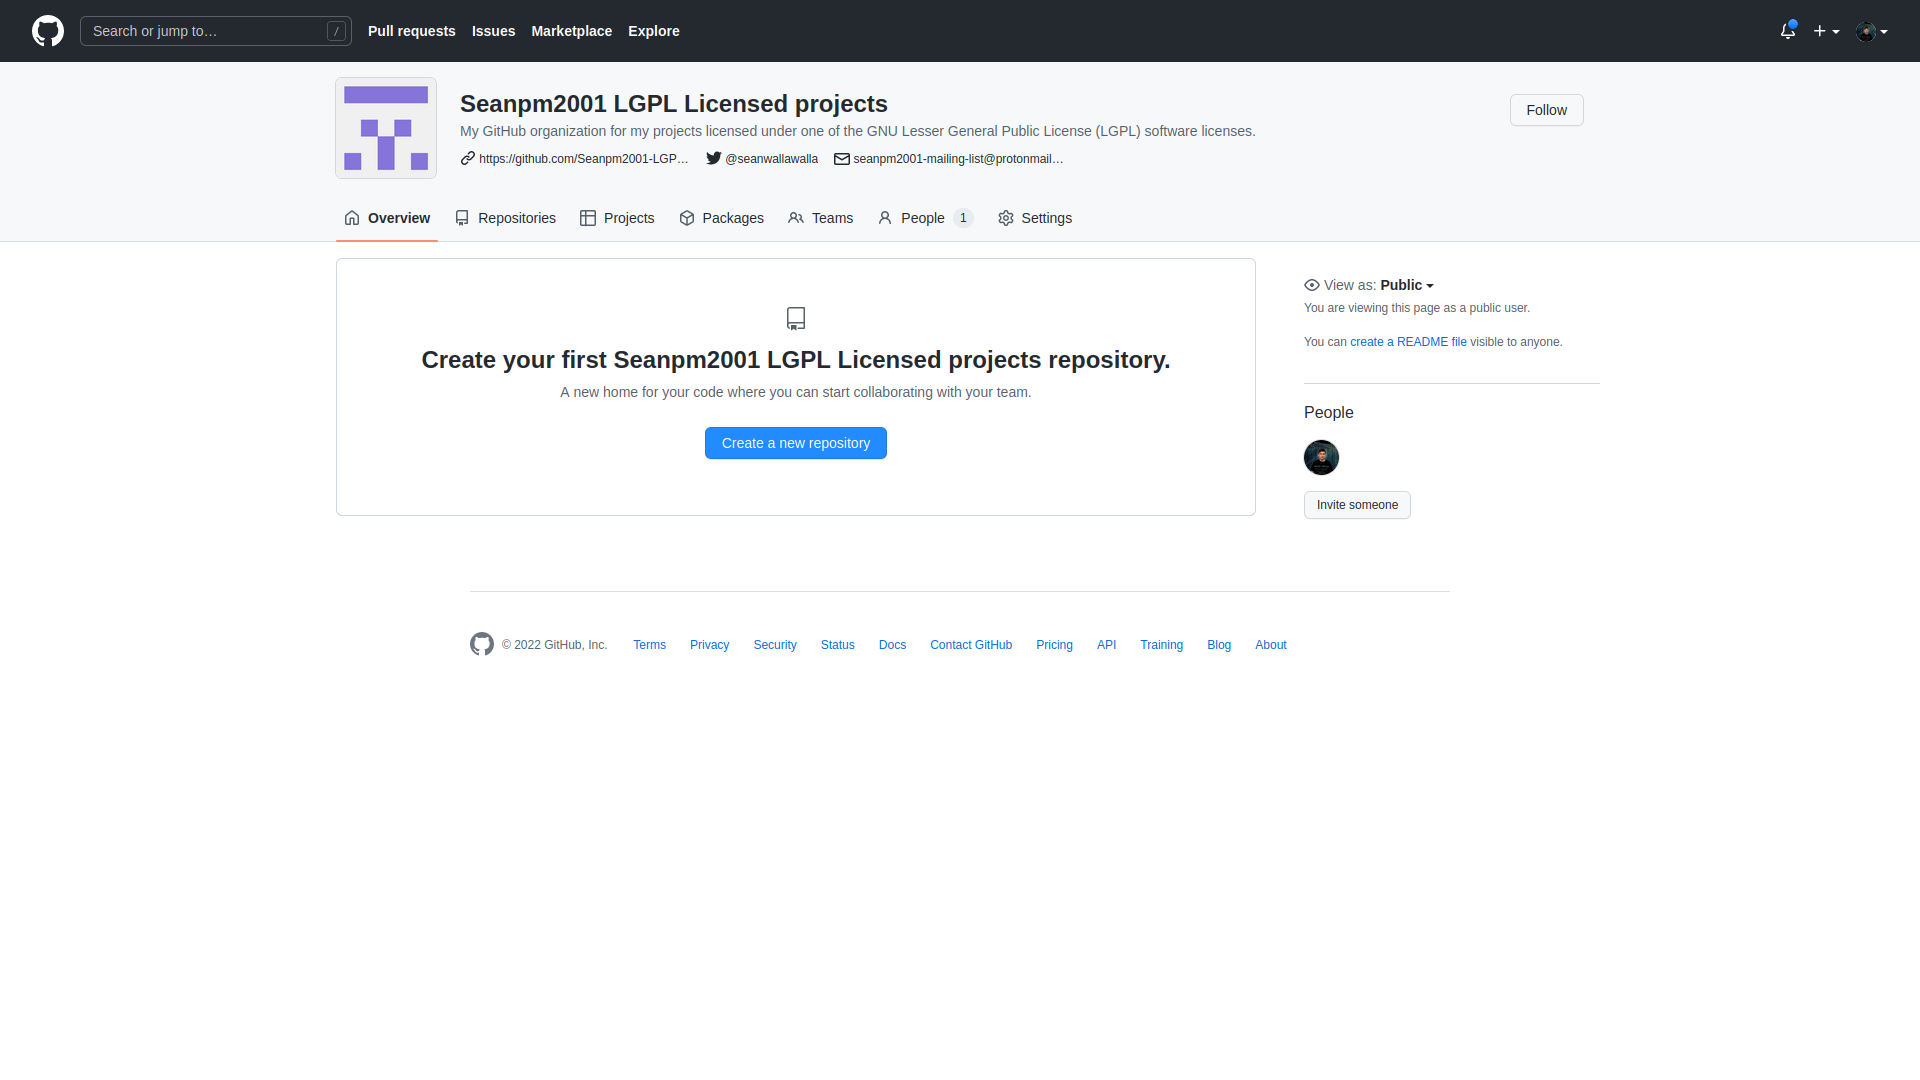 Search or jump to…
/
Pull requests
Issues
Marketplace
Explore
Seanpm2001 LGPL Licensed projects
Follow
My GitHub organization for my projects licensed under one of the GNU Lesser General Public License (LGPL) software licenses.
https://github.com/Seanpm2001-LGP…
@seanwallawalla
seanpm2001-mailing-list@protonmail…
Overview
Repositories
Projects
Packages
Teams
People 1
Settings
Create your first Seanpm2001 LGPL Licensed projects repository.
A new home for your code where you can start collaborating with your team.
Create a new repository
View as: Public
You are viewing this page as a public user.
You can create a README file visible to anyone.
People
Invite someone
© 2022 GitHub, Inc.
Terms
Privacy
Security
Status
Docs
Contact GitHub
Pricing
API
Training
Blog
About